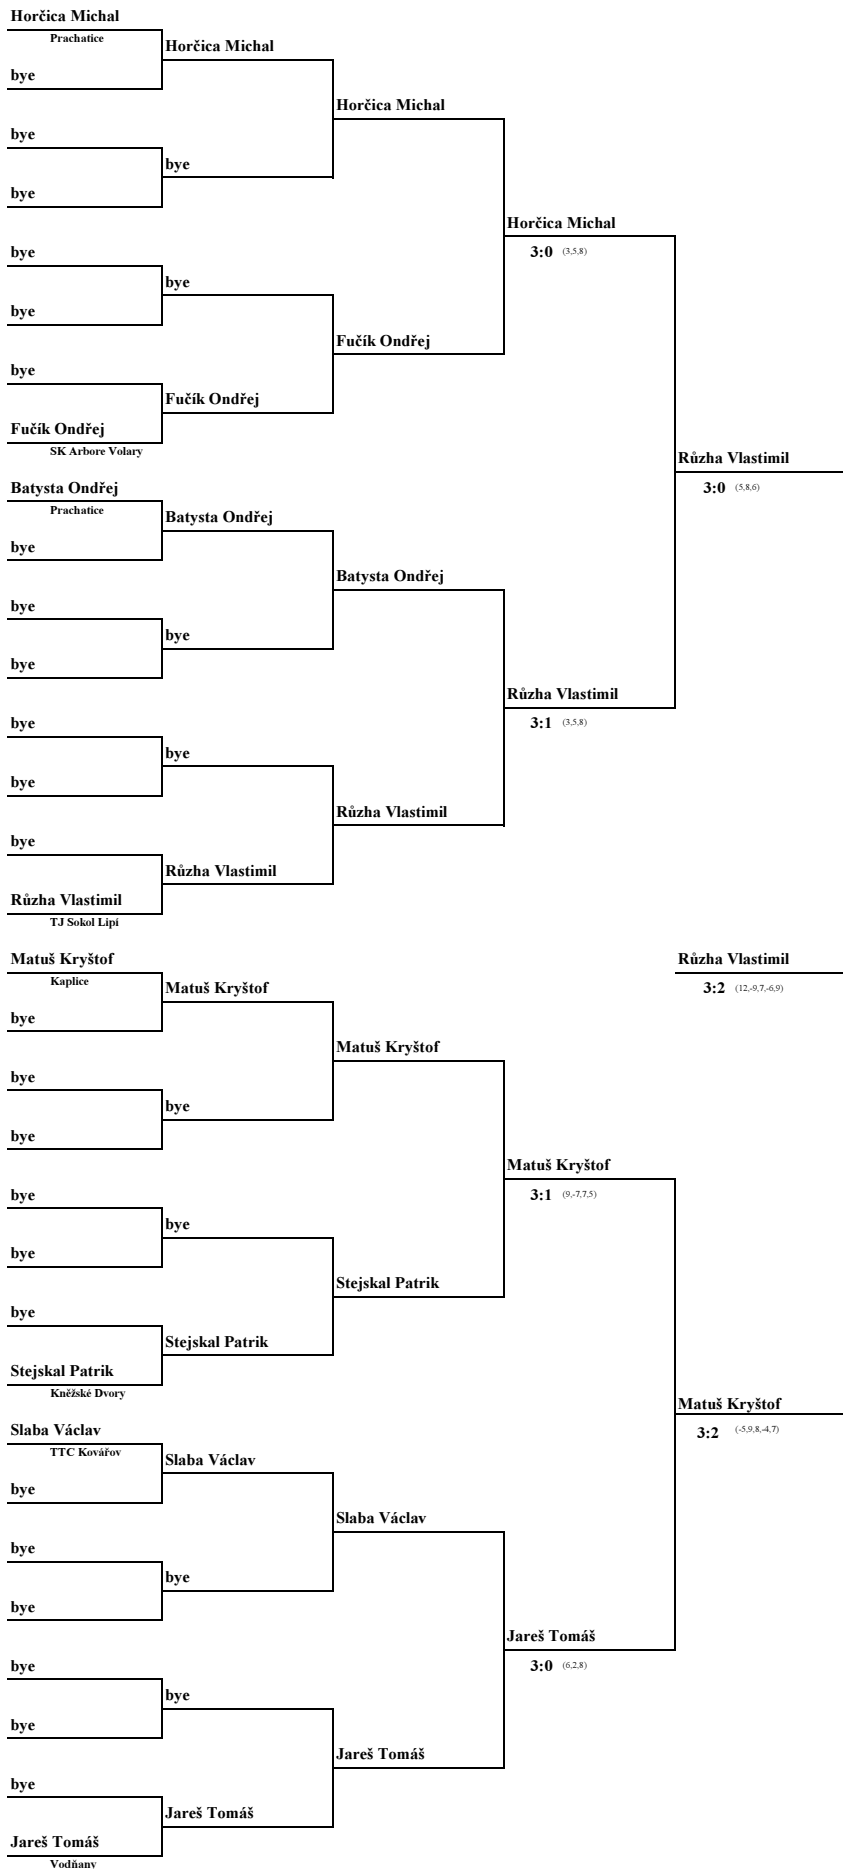 Horčica Michal
Prachatice
Horčica Michal
bye
Horčica Michal
bye
bye
bye
Horčica Michal
3:0 (3,5,8)
bye
bye
bye
Fučík Ondřej
bye
Fučík Ondřej
Fučík Ondřej
SK Arbore Volary
Růzha Vlastimil
3:0 (5,8,6)
Batysta Ondřej
Prachatice
Batysta Ondřej
bye
Batysta Ondřej
bye
bye
bye
Růzha Vlastimil
3:1 (3,5,8)
bye
bye
bye
Růzha Vlastimil
bye
Růzha Vlastimil
Růzha Vlastimil
TJ Sokol Lipí
Matuš Kryštof
Kaplice
Růzha Vlastimil
3:2 (12,-9,7,-6,9)
Matuš Kryštof
bye
Matuš Kryštof
bye
bye
bye
Matuš Kryštof
3:1 (9,-7,7,5)
bye
bye
bye
Stejskal Patrik
bye
Stejskal Patrik
Stejskal Patrik
Kněžské Dvory
Matuš Kryštof
3:2 (-5,9,8,-4,7)
Slaba Václav
TTC Kovářov
Slaba Václav
bye
Slaba Václav
bye
bye
bye
Jareš Tomáš
3:0 (6,2,8)
bye
bye
bye
Jareš Tomáš
bye
Jareš Tomáš
Jareš Tomáš
Vodňany